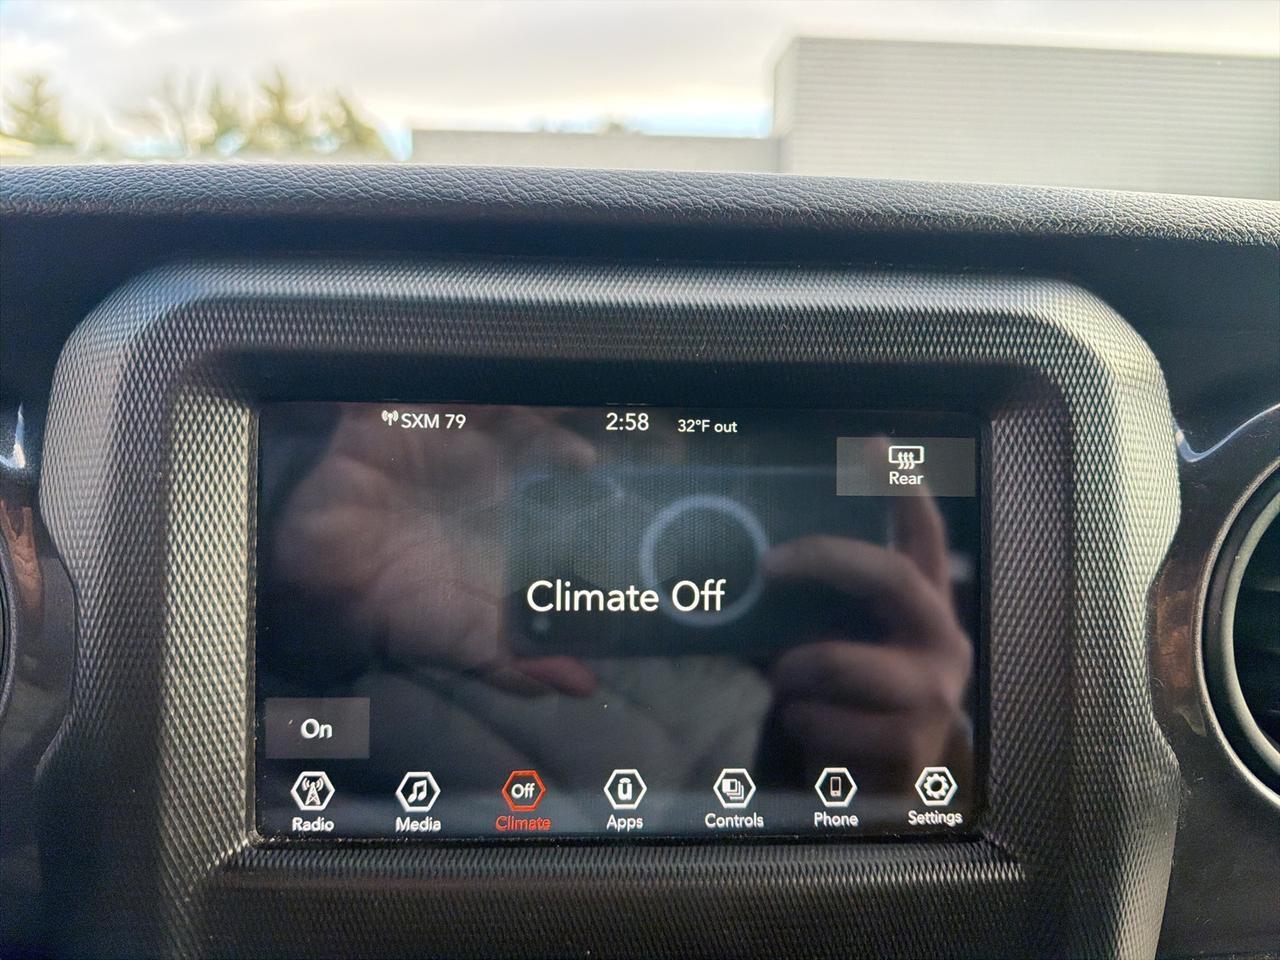 SXM 79 2:58 32°F out
Rear
Climate Off
On
Off
Radio Media Climate Apps Controls Phone Settings